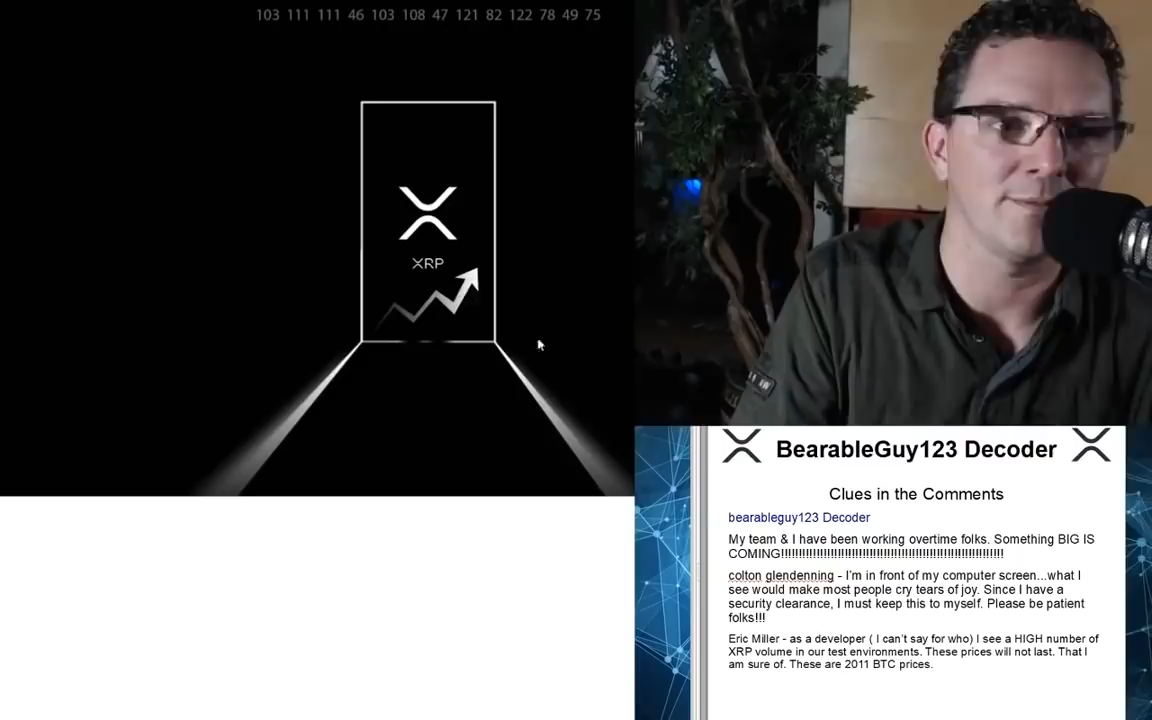 103 111 111 46 103 108 47 121 82 122 78 49 75
XRP
BearableGuy123 Decoder
Clues in the Comments
bearableguy123 Decoder
My team & I have been working overtime folks. Something BIG IS
COMING!!!!!!!!!!!!!!!!!!!!!!!!!!!!!!!!!!!!!!!!!!!!!!!!!!!!!!!!!!!!!!
colton glendenning - I'm in front of my computer screen...what I
see would make most people cry tears of joy. Since I have a
security clearance, I must keep this to myself. Please be patient
folks!!!
Eric Miller - as a developer ( I can't say for who) I see a HIGH number of
XRP volume in our test environments. These prices will not last. That I
am sure of. These are 2011 BTC prices.